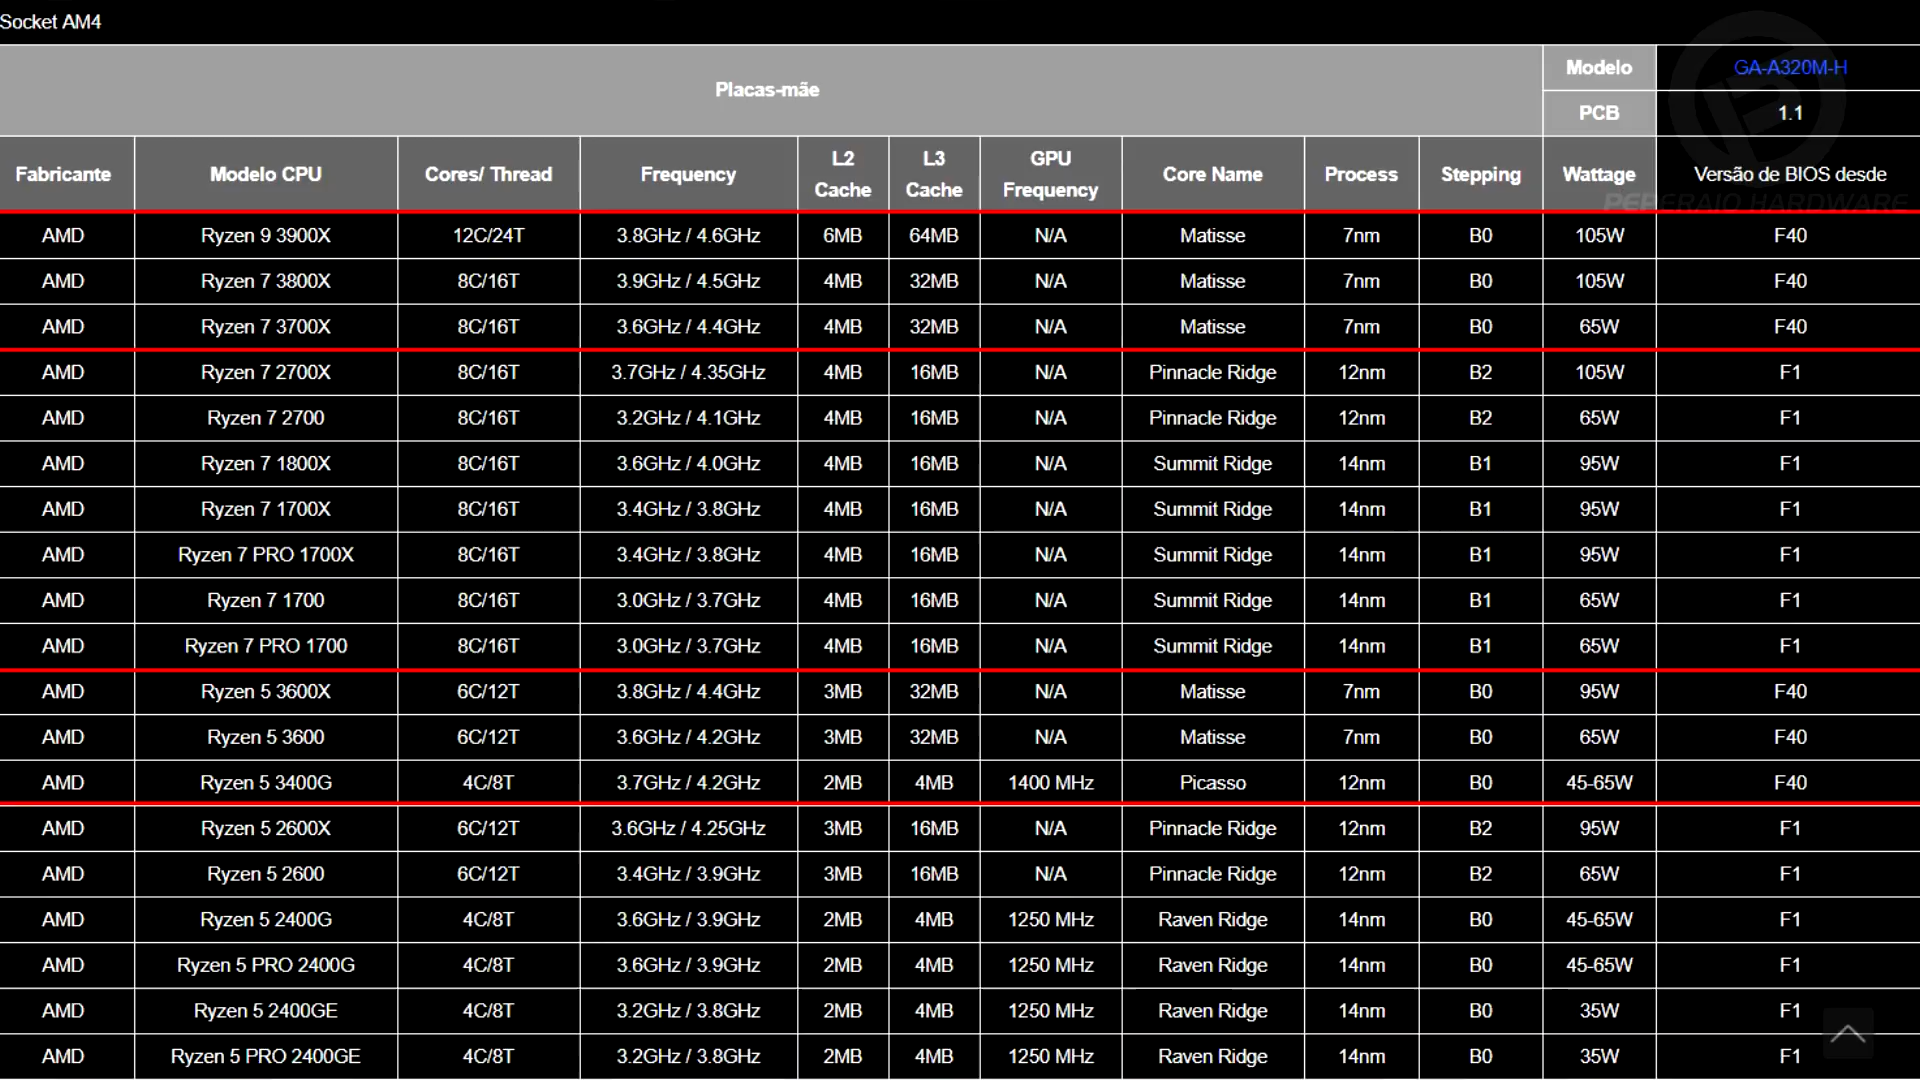 Socket AM4
Placas-mãe Modelo GA-A320M-H
PCB 1.1
Fabricante Modelo CPU Cores/ Thread Frequency L2 Cache L3 Cache GPU Frequency Core Name Process Stepping Wattage Versão de BIOS desde
PEPERAIO HARDWARE
AMD Ryzen 9 3900X 12C/24T 3.8GHz / 4.6GHz 6MB 64MB N/A Matisse 7nm B0 105W F40
AMD Ryzen 7 3800X 8C/16T 3.9GHz / 4.5GHz 4MB 32MB N/A Matisse 7nm B0 105W F40
AMD Ryzen 7 3700X 8C/16T 3.6GHz / 4.4GHz 4MB 32MB N/A Matisse 7nm B0 65W F40
AMD Ryzen 7 2700X 8C/16T 3.7GHz / 4.35GHz 4MB 16MB N/A Pinnacle Ridge 12nm B2 105W F1
AMD Ryzen 7 2700 8C/16T 3.2GHz / 4.1GHz 4MB 16MB N/A Pinnacle Ridge 12nm B2 65W F1
AMD Ryzen 7 1800X 8C/16T 3.6GHz / 4.0GHz 4MB 16MB N/A Summit Ridge 14nm B1 95W F1
AMD Ryzen 7 1700X 8C/16T 3.4GHz / 3.8GHz 4MB 16MB N/A Summit Ridge 14nm B1 95W F1
AMD Ryzen 7 PRO 1700X 8C/16T 3.4GHz / 3.8GHz 4MB 16MB N/A Summit Ridge 14nm B1 95W F1
AMD Ryzen 7 1700 8C/16T 3.0GHz / 3.7GHz 4MB 16MB N/A Summit Ridge 14nm B1 65W F1
AMD Ryzen 7 PRO 1700 8C/16T 3.0GHz / 3.7GHz 4MB 16MB N/A Summit Ridge 14nm B1 65W F1
AMD Ryzen 5 3600X 6C/12T 3.8GHz / 4.4GHz 3MB 32MB N/A Matisse 7nm B0 95W F40
AMD Ryzen 5 3600 6C/12T 3.6GHz / 4.2GHz 3MB 32MB N/A Matisse 7nm B0 65W F40
AMD Ryzen 5 3400G 4C/8T 3.7GHz / 4.2GHz 2MB 4MB 1400 MHz Picasso 12nm B0 45-65W F40
AMD Ryzen 5 2600X 6C/12T 3.6GHz / 4.25GHz 3MB 16MB N/A Pinnacle Ridge 12nm B2 95W F1
AMD Ryzen 5 2600 6C/12T 3.4GHz / 3.9GHz 3MB 16MB N/A Pinnacle Ridge 12nm B2 65W F1
AMD Ryzen 5 2400G 4C/8T 3.6GHz / 3.9GHz 2MB 4MB 1250 MHz Raven Ridge 14nm B0 45-65W F1
AMD Ryzen 5 PRO 2400G 4C/8T 3.6GHz / 3.9GHz 2MB 4MB 1250 MHz Raven Ridge 14nm B0 45-65W F1
AMD Ryzen 5 2400GE 4C/8T 3.2GHz / 3.8GHz 2MB 4MB 1250 MHz Raven Ridge 14nm B0 35W F1
AMD Ryzen 5 PRO 2400GE 4C/8T 3.2GHz / 3.8GHz 2MB 4MB 1250 MHz Raven Ridge 14nm B0 35W F1